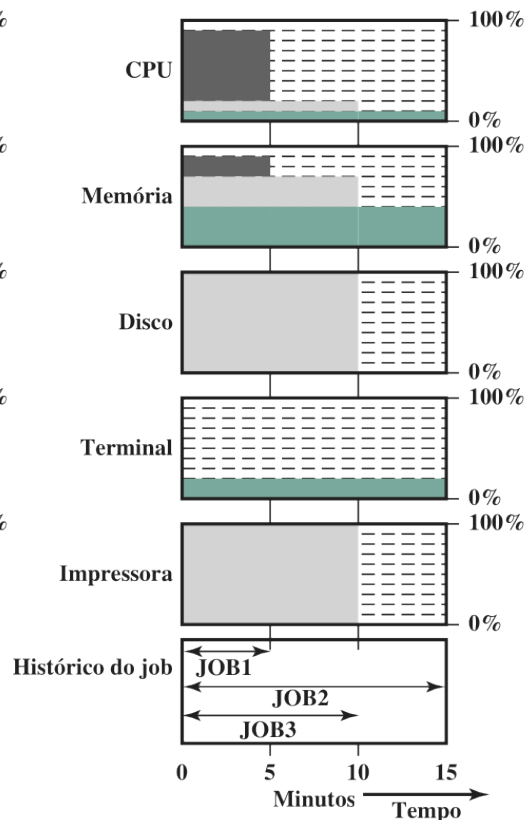 %
100%
CPU
0%
%
100%
Memória
0%
100%
Disco
0%
%
100%
Terminal
0%
%
100%
Impressora
0%
Histórico do job
JOB1
JOB2
JOB3
0 5 10 15
Minutos
Tempo